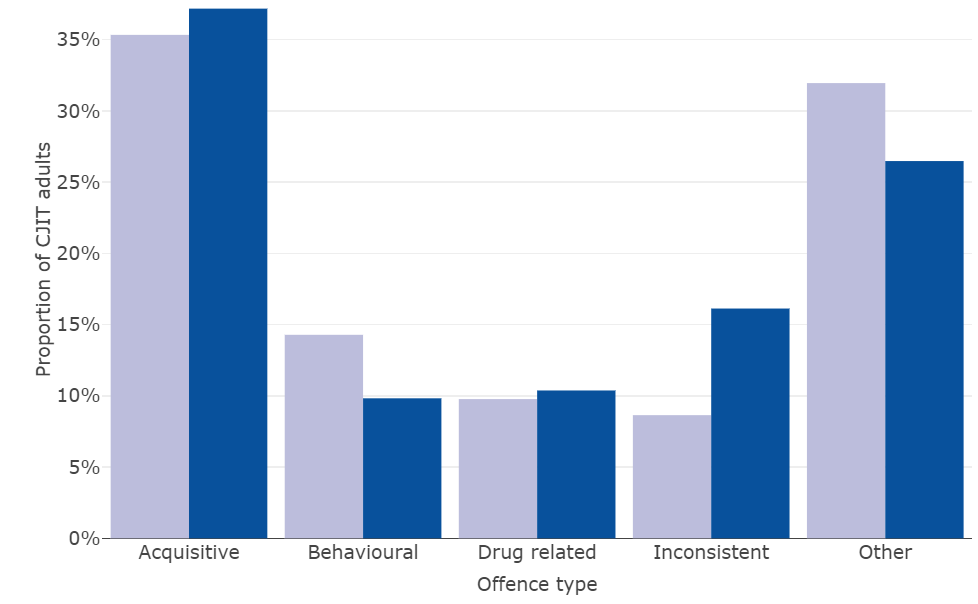 35%
30%
25%
20%
15%
10%
5%
0%
Proportion of CJIT adults
Acquisitive Behavioural Drug related Inconsistent Other
Offence type